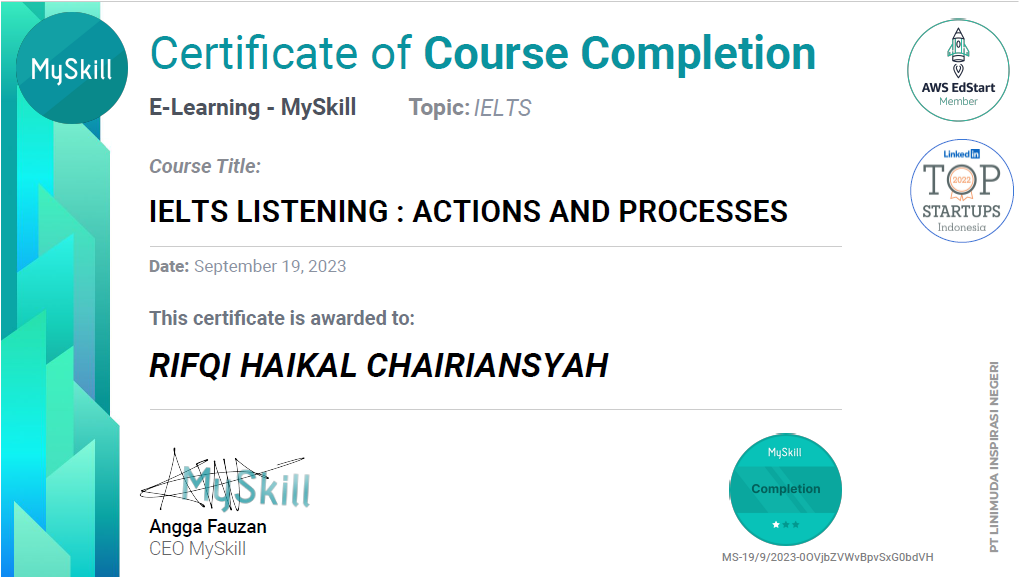 MySkill
Certificate of Course Completion
E-Learning - MySkill Topic: IELTS
Course Title:
IELTS LISTENING : ACTIONS AND PROCESSES
Date: September 19, 2023
This certificate is awarded to:
RIFQI HAIKAL CHAIRIANSYAH
MySkill
Angga Fauzan
CEO MySkill
MySkill
Completion
MS-19/9/2023-0OVjbZVWvBpvSxG0bdVH
AWS EdStart
Member
Linked in
TOP
2022
STARTUPS
Indonesia
PT LINIMUDA INSPIRASI NEGERI